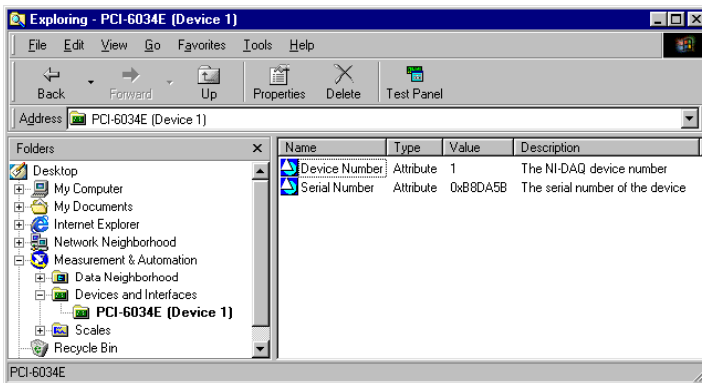 Exploring - PCI-6034E (Device 1)
File Edit View Go Favorites Tools Help
Back Forward Up Properties Delete Test Panel
Address PCI-6034E (Device 1)
Folders
Name Type Value Description
Desktop
My Computer
My Documents
Internet Explorer
Network Neighborhood
Measurement & Automation
Data Neighborhood
Devices and Interfaces
PCI-6034E (Device 1)
Scales
Recycle Bin
Device Number Attribute 1 The NI-DAQ device number
Serial Number Attribute 0xB8DA5B The serial number of the device
PCI-6034E